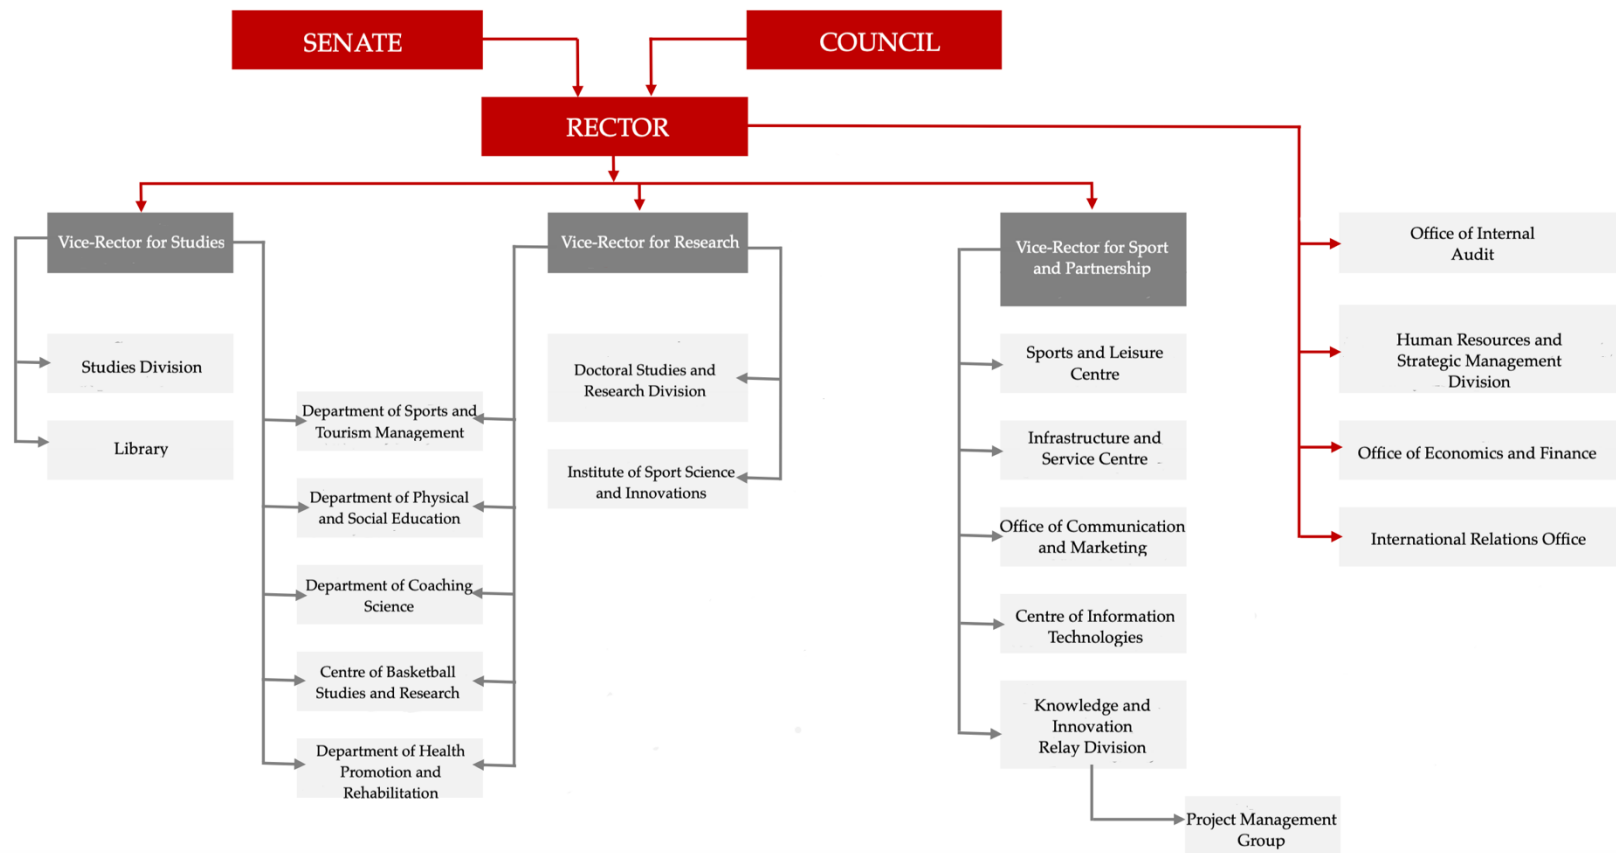 SENATE
COUNCIL
RECTOR
Vice-Rector for Studies
Vice-Rector for Research
Vice-Rector for Sport
and Partnership
Office of Internal
Audit
Studies Division
Library
Department of Sports and
Tourism Management
Department of Physical
and Social Education
Department of Coaching
Science
Centre of Basketball
Studies and Research
Department of Health
Promotion and
Rehabilitation
Doctoral Studies and
Research Division
Institute of Sport Science
and Innovations
Sports and Leisure
Centre
Infrastructure and
Service Centre
Office of Communication
and Marketing
Centre of Information
Technologies
Knowledge and
Innovation
Relay Division
Project Management
Group
Human Resources and
Strategic Management
Division
Office of Economics and Finance
International Relations Office